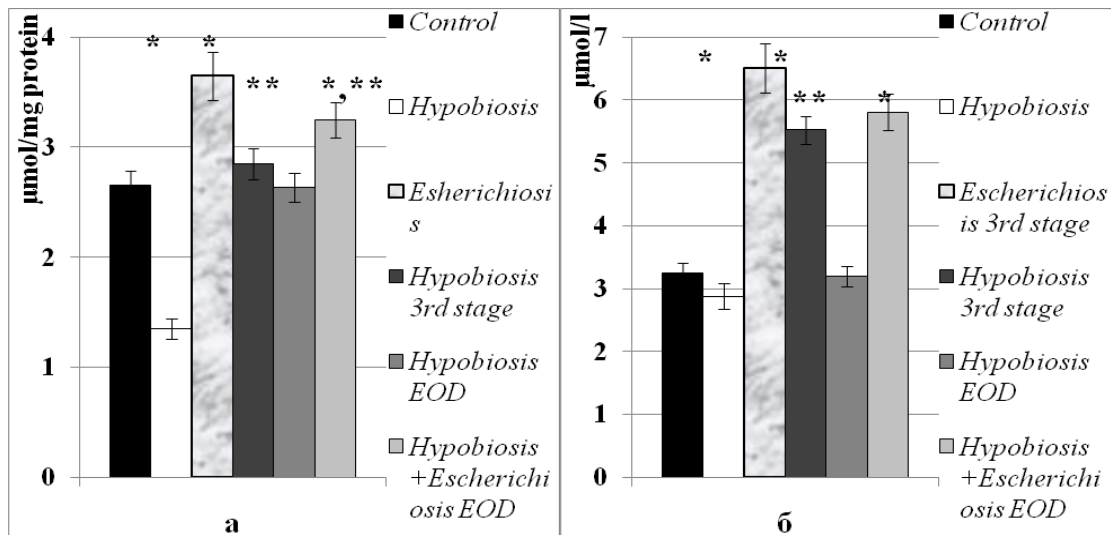 µmol/mg protein
4
3
2
1
0
* *
** *,**
а
Control
Hypobiosis
Esherichiosi
s
Hypobiosis
3rd stage
Hypobiosis
EOD
Hypobiosis
+Escherichi
osis EOD
µmol/l
7
6
5
4
3
2
1
0
* *
** *
б
Control
Hypobiosis
Escherichios
is 3rd stage
Hypobiosis
3rd stage
Hypobiosis
EOD
Hypobiosis
+Escherichi
osis EOD